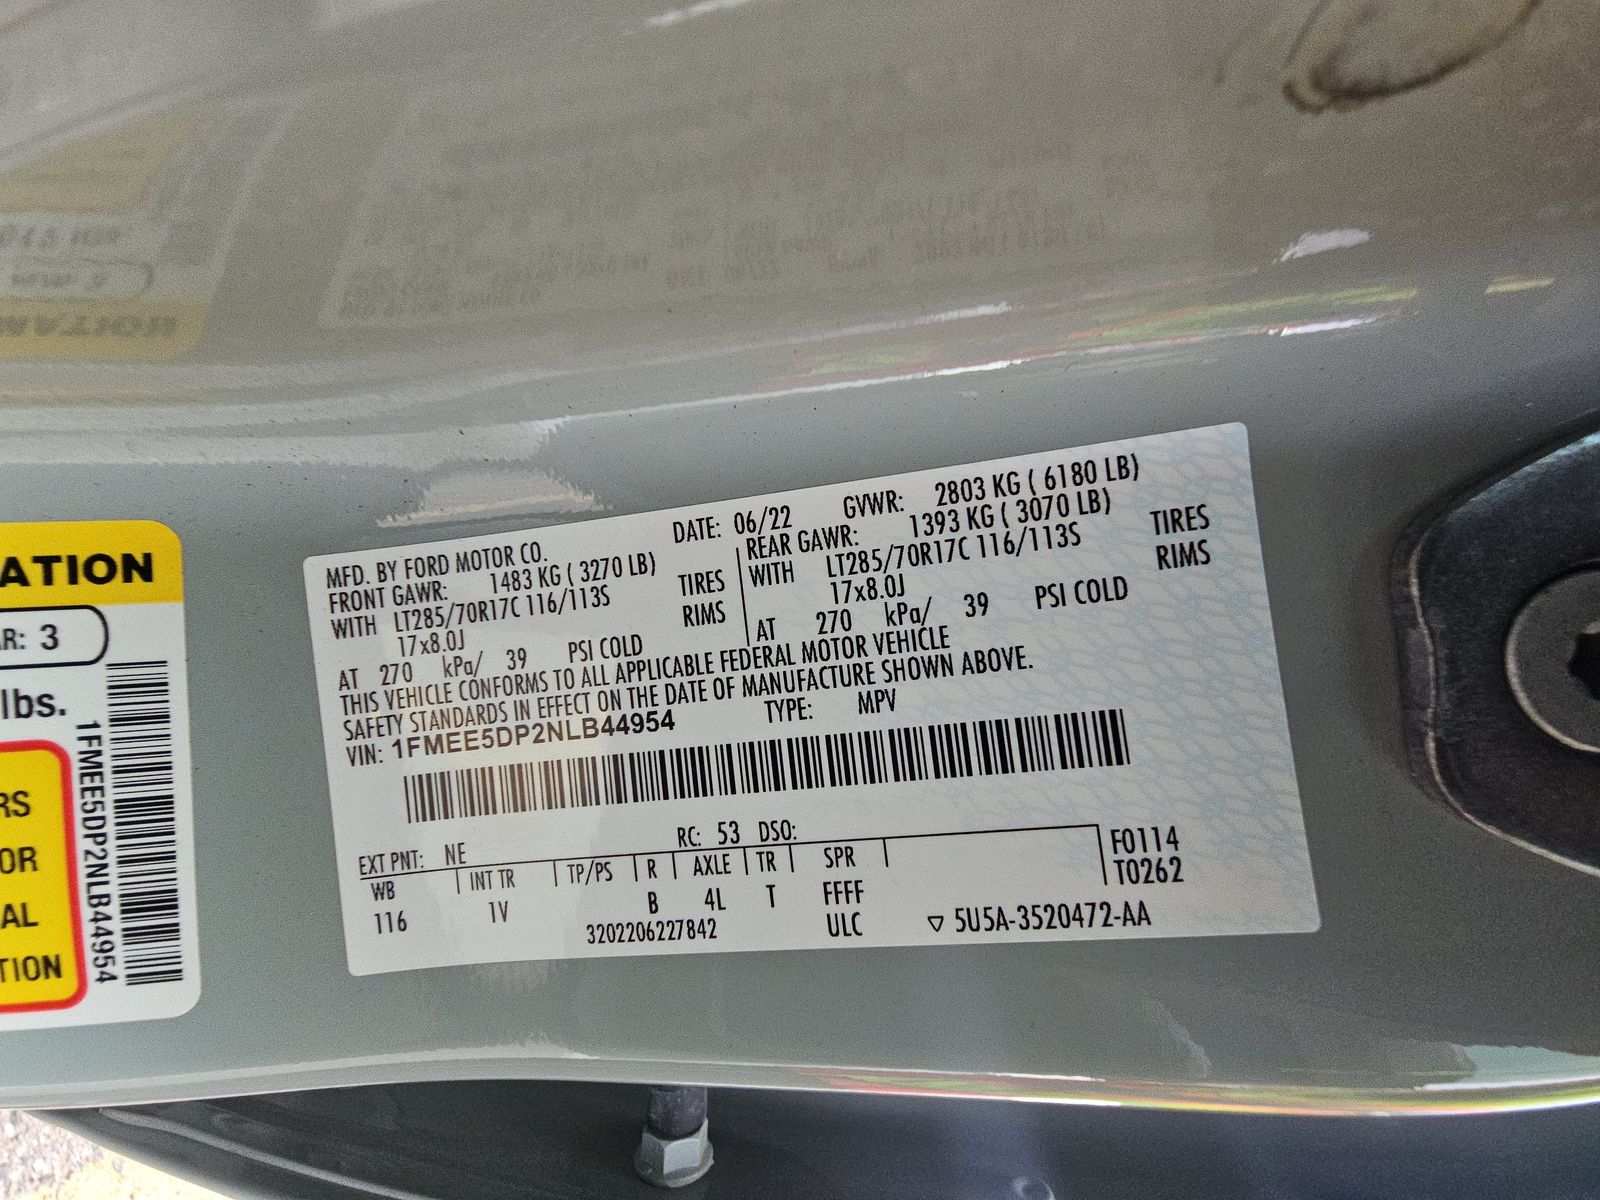 MFD. BY FORD MOTOR CO. DATE: 06/22 GVWR: 2803 KG ( 6180 LB)
FRONT GAWR: 1483 KG ( 3270 LB) REAR GAWR: 1393 KG ( 3070 LB)
WITH LT285/70R17C 116/113S TIRES WITH LT285/70R17C 116/113S TIRES
17x8.0J RIMS 17x8.0J RIMS
AT 270 kPa/ 39 PSI COLD AT 270 kPa/ 39 PSI COLD
THIS VEHICLE CONFORMS TO ALL APPLICABLE FEDERAL MOTOR VEHICLE
SAFETY STANDARDS IN EFFECT ON THE DATE OF MANUFACTURE SHOWN ABOVE.
VIN: 1FMEE5DP2NLB44954 TYPE: MPV
EXT PNT: NE RC: 53 DSO:
WB INT TR TP/PS R AXLE TR SPR F0114
116 1V B 4L T FFFF T0262
3202206227842 ULC ▽ 5U5A-3520472-AA
ATION
AR: 3
lbs.
1FMEE5DP2NLB44954
RS
OR
AL
TION